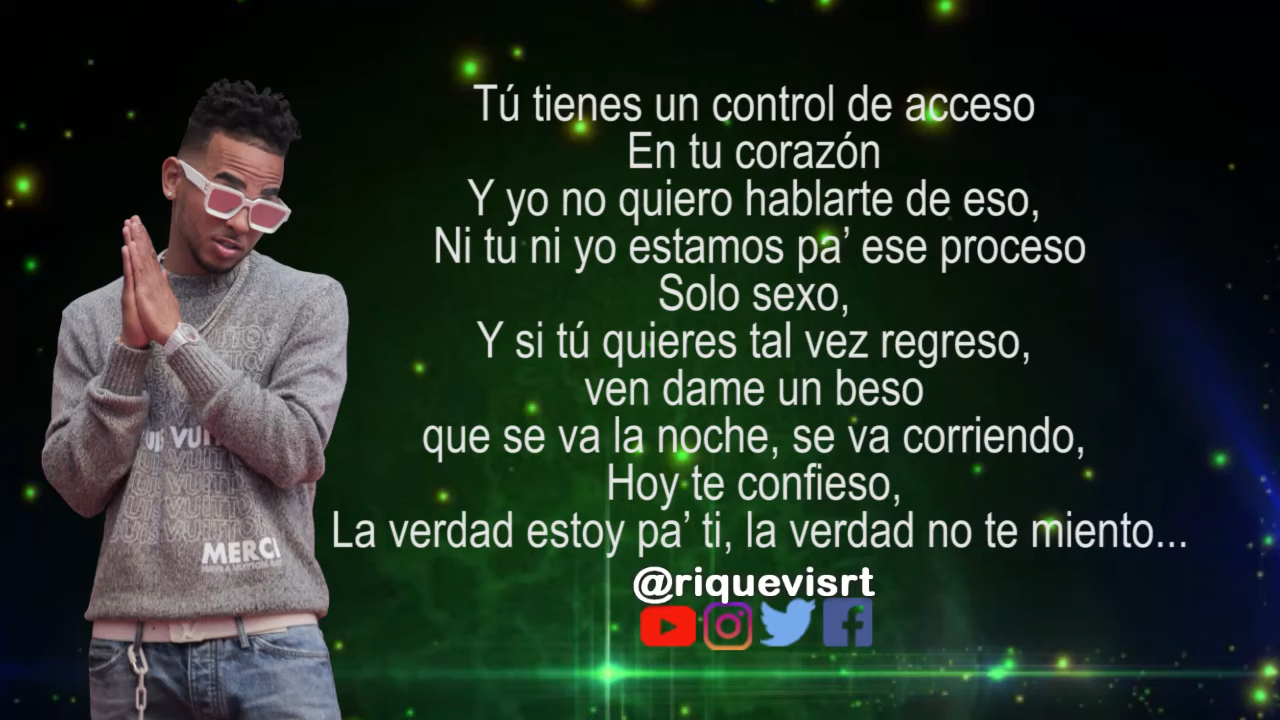 Tú tienes un control de acceso
En tu corazón
Y yo no quiero hablarte de eso,
Ni tu ni yo estamos pa’ ese proceso
Solo sexo,
Y si tú quieres tal vez regreso,
ven dame un beso
que se va la noche, se va corriendo,
Hoy te confieso,
La verdad estoy pa’ ti, la verdad no te miento...
@riquevisrt
VUITTON
VUITTON
MERCI